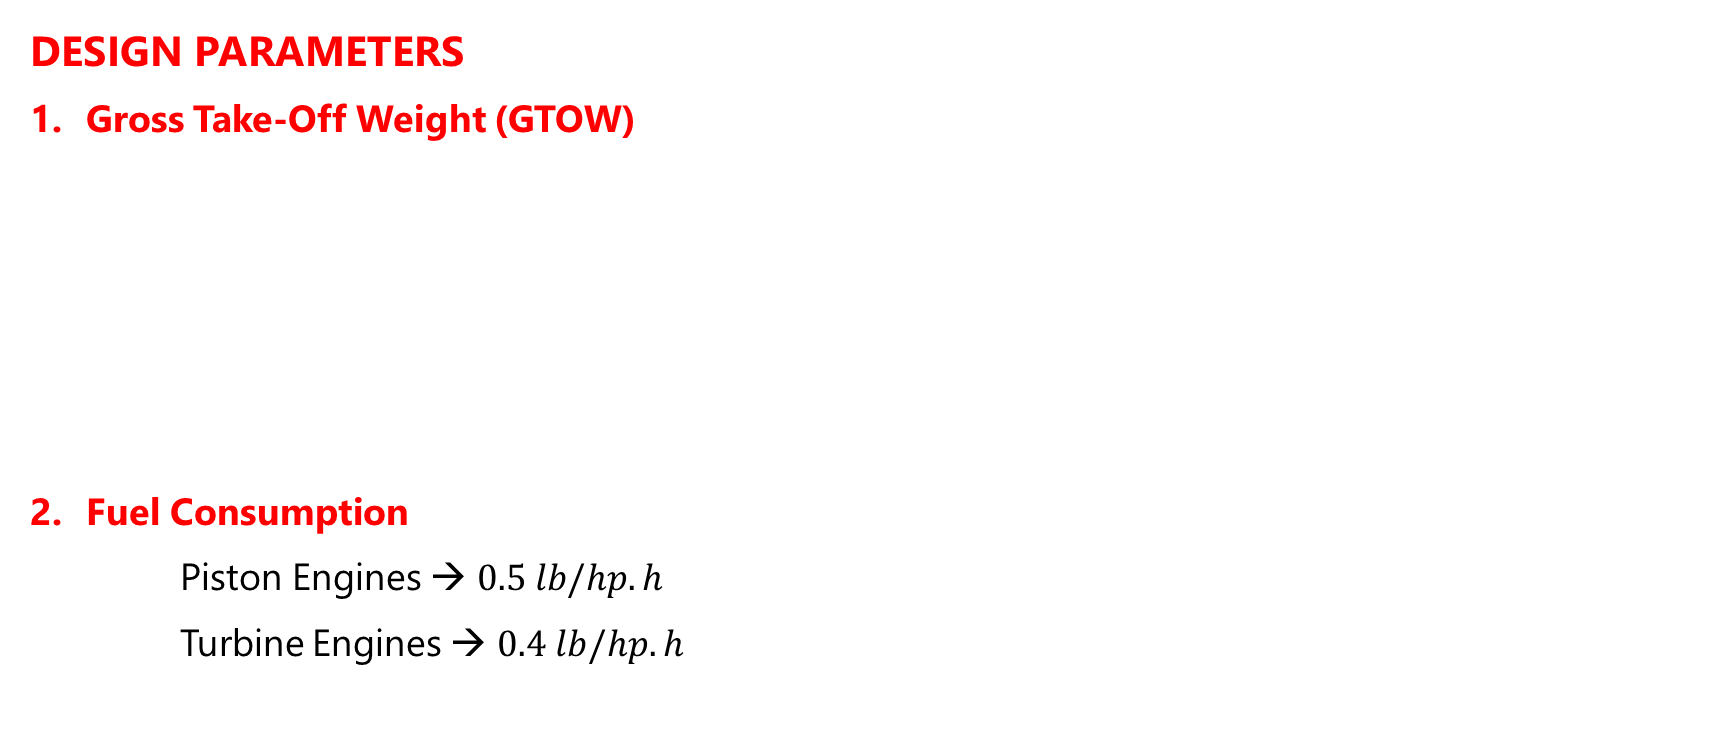 DESIGN PARAMETERS
1. Gross Take-Off Weight (GTOW)
2. Fuel Consumption
Piston Engines → 0.5 lb/hp.h
Turbine Engines → 0.4 lb/hp.h